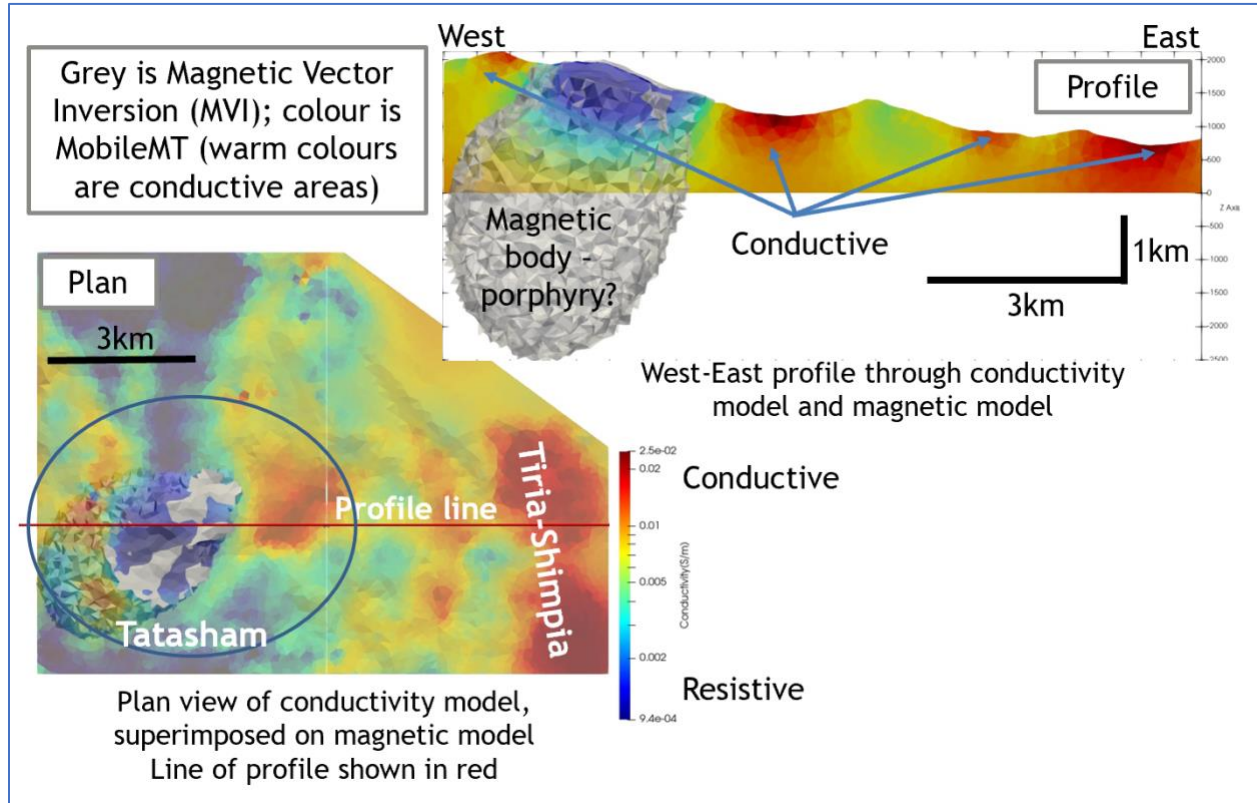 Grey is Magnetic Vector
Inversion (MVI); colour is
MobileMT (warm colours
are conductive areas)
West
East
Profile
2000
1500
1000
500
0
Z Axis
-500
-1000
-1500
-2000
-2500
Magnetic
body -
porphyry?
Conductive
1km
3km
West-East profile through conductivity
model and magnetic model
Plan
3km
Profile line
Tiria-Shimpia
Tatasham
2.5e-02
0.02
0.01
0.005
0.002
9.4e-04
Conductivity(S/m)
Conductive
Resistive
Plan view of conductivity model,
superimposed on magnetic model
Line of profile shown in red